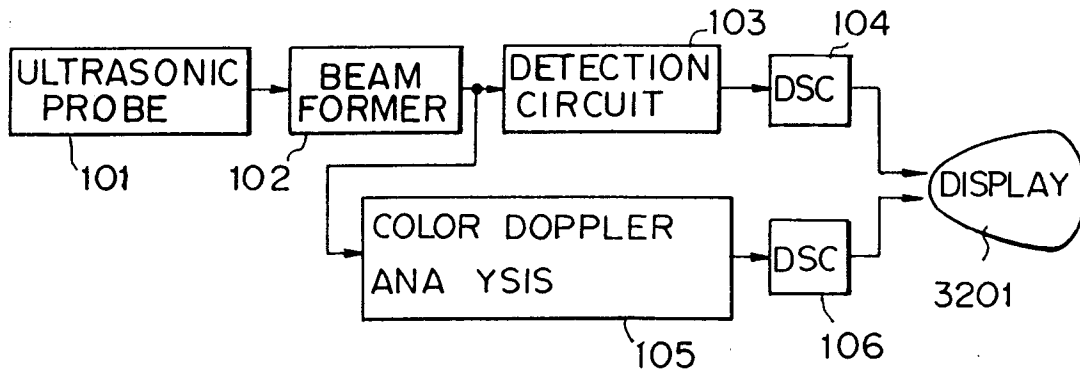 103
104
ULTRASONIC
PROBE
BEAM
FORMER
DETECTION
CIRCUIT
DSC
101
102
DISPLAY
COLOR DOPPLER
ANA YSIS
DSC
3201
105
106